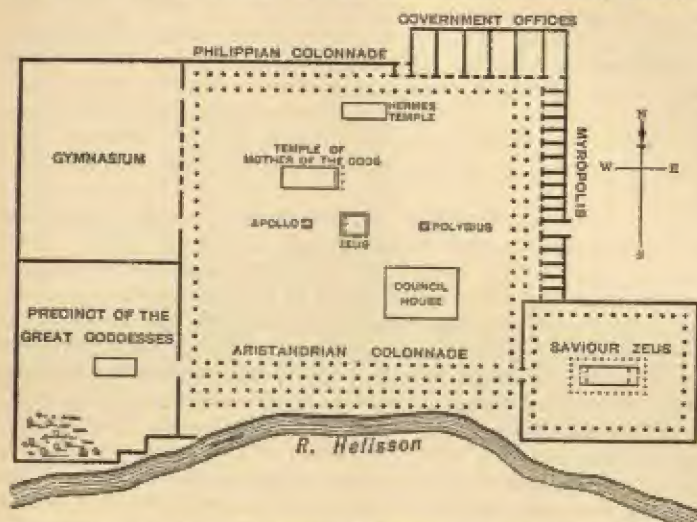 GOVERNMENT OFFICES
PHILIPPIAN COLONNADE
HERMES
TEMPLE
MYROPOLIS
N
W
E
S
GYMNASIUM
TEMPLE OF
MOTHER OF THE GODS
APOLLO
ZEUS
POLYBIUS
COUNCIL
HOUSE
PRECINCT OF THE
GREAT GODDESSES
ARISTANDRIAN COLONNADE
SAVIOUR ZEUS
R. Helisson